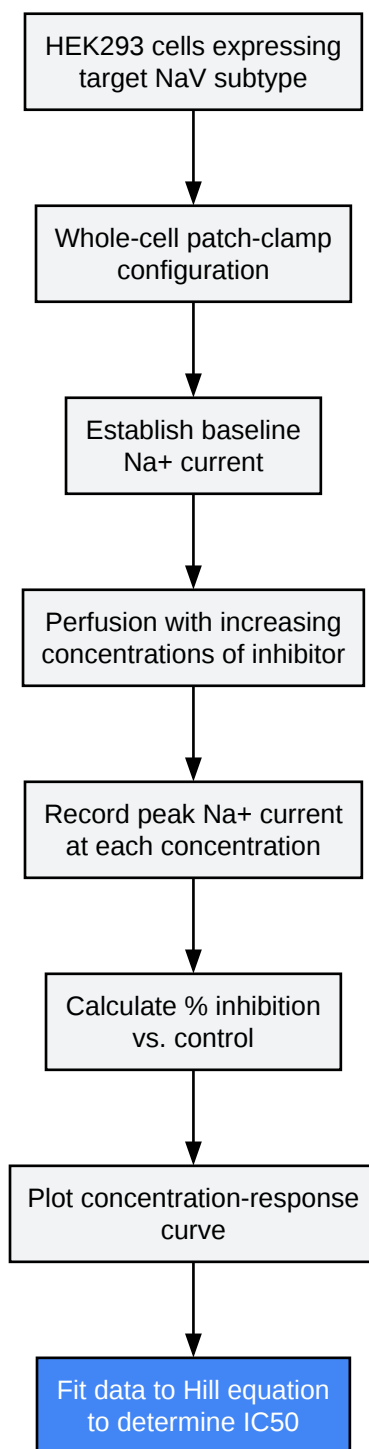 HEK293 cells expressing
target NaV subtype
Whole-cell patch-clamp
configuration
Establish baseline
Na+ current
Perfusion with increasing
concentrations of inhibitor
Record peak Na+ current
at each concentration
Calculate % inhibition
vs. control
Plot concentration-response
curve
Fit data to Hill equation
to determine IC50